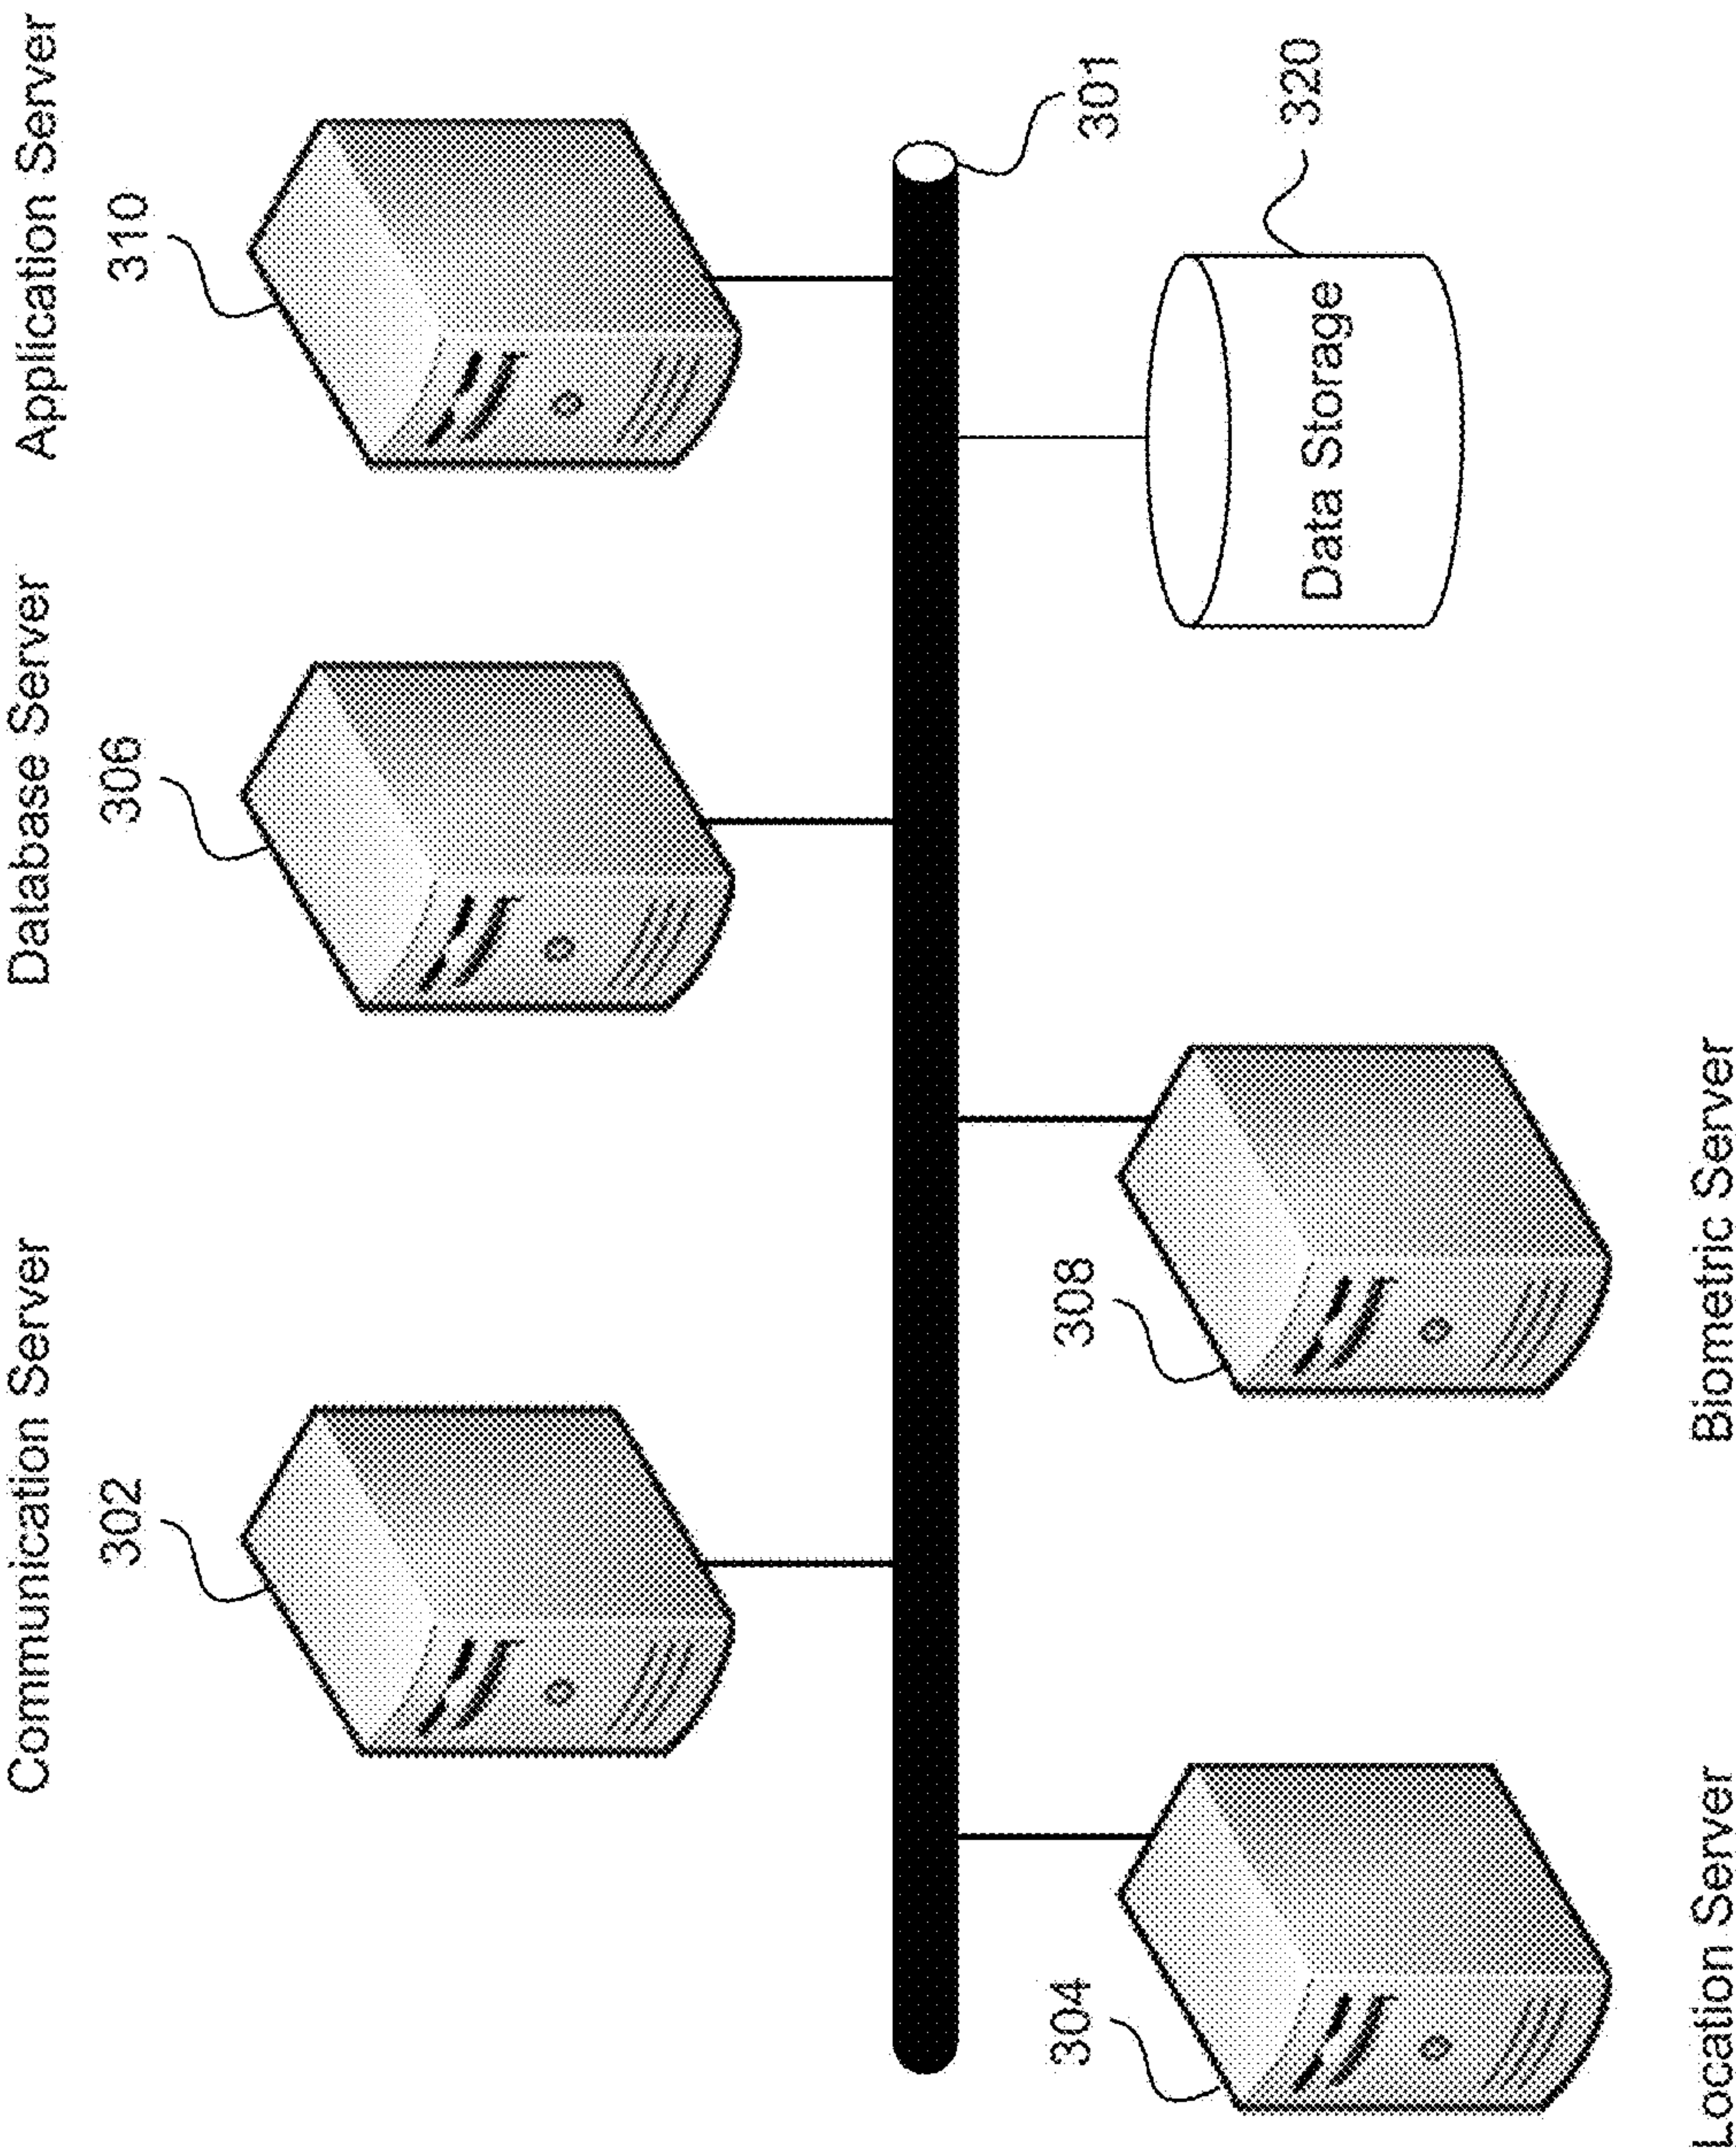 Communication Server
Database Server
Application Server
302
306
310
301
304
308
320
Data Storage
Location Server
Biometric Server